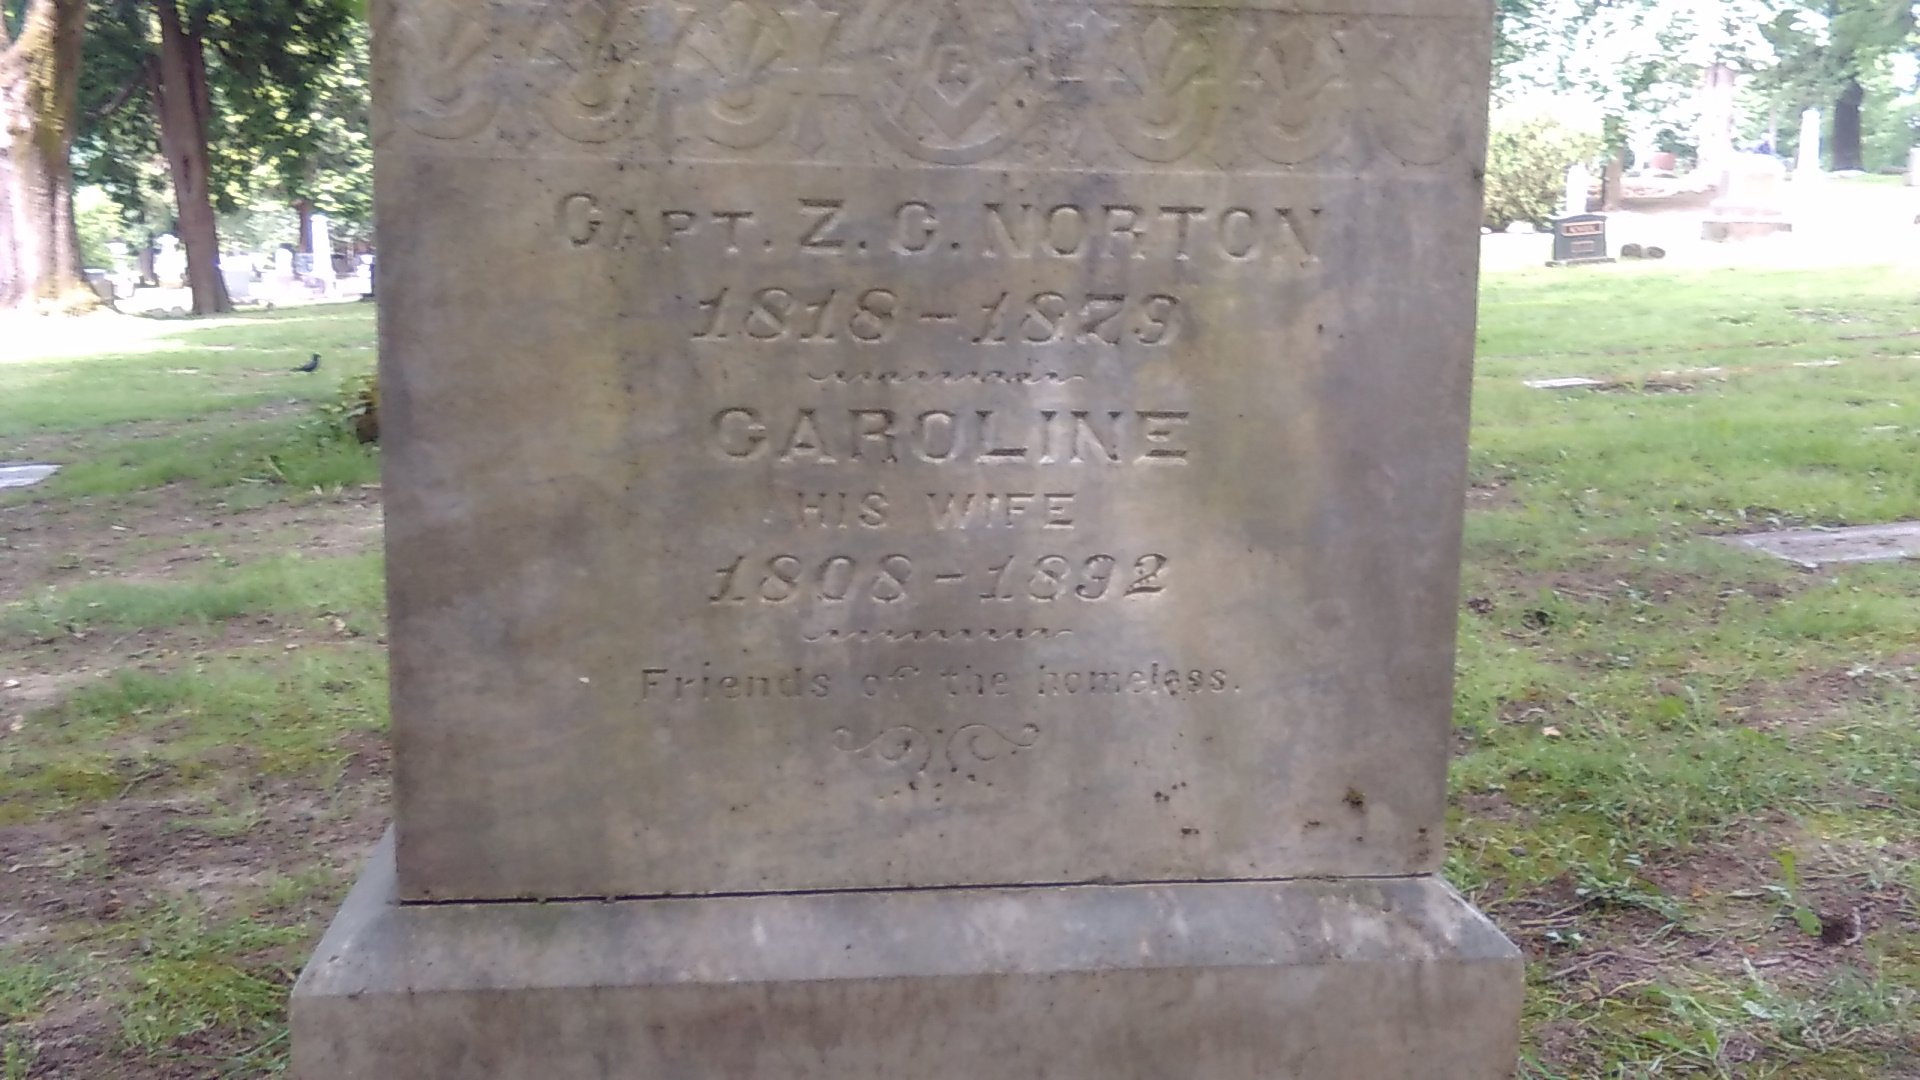 G
CAPT. Z. C. NORTON
1818-1879
CAROLINE
HIS WIFE
1808-1892
Friends of the homeless.